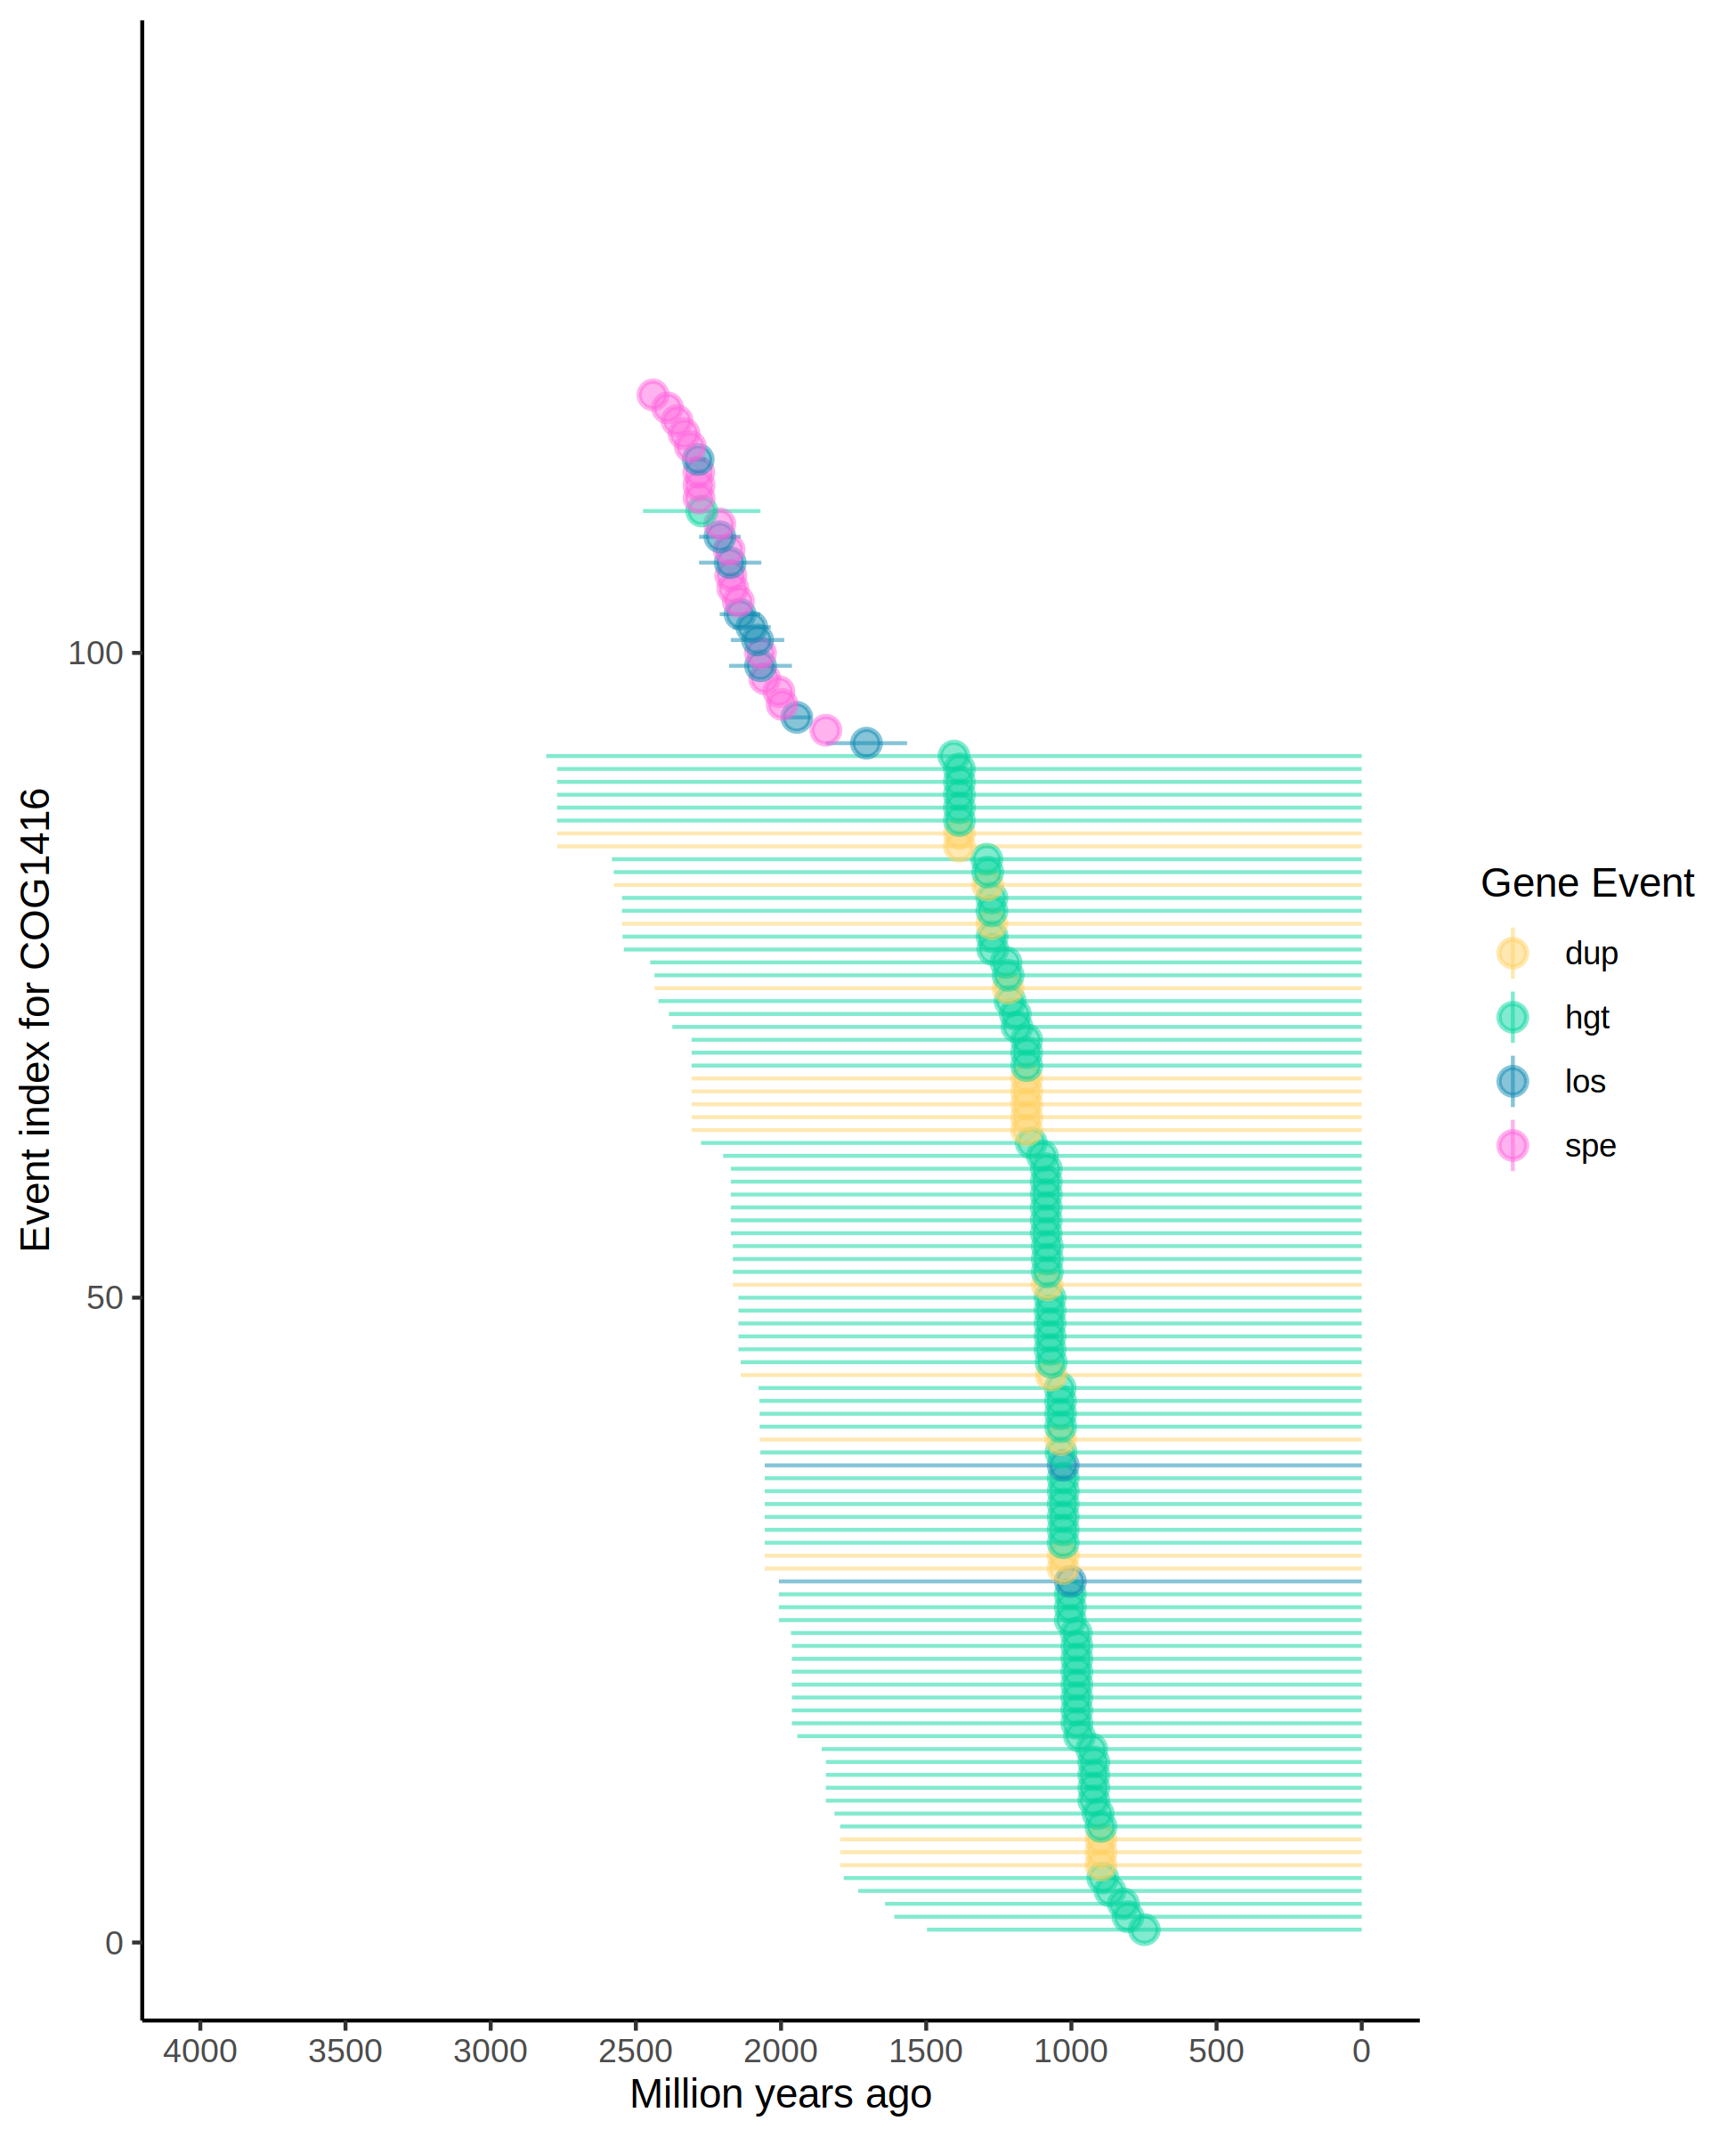 Event index for COG1416
100
50
0
4000 3500 3000 2500 2000 1500 1000 500 0
Million years ago
Gene Event
dup
hgt
los
spe